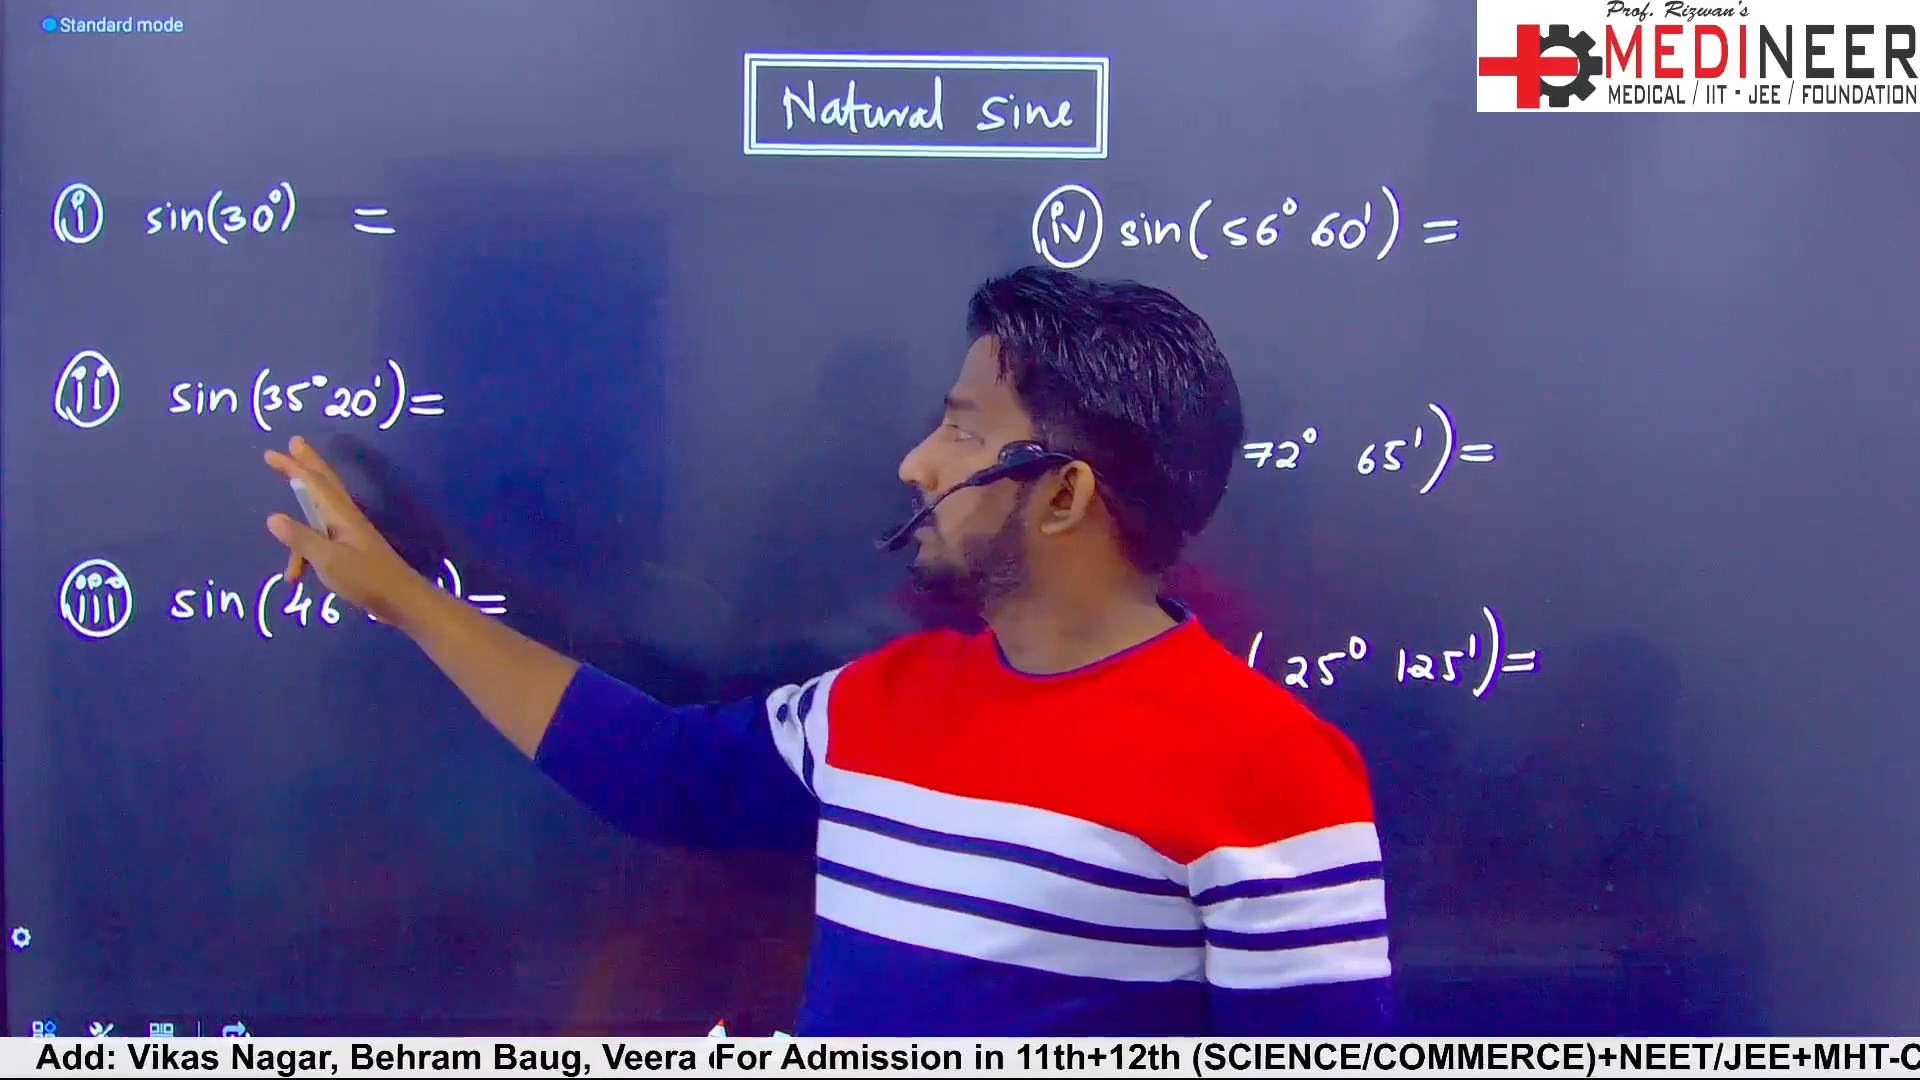 Standard mode
Prof. Rizwan's
MEDINEER
MEDICAL / IIT - JEE / FOUNDATION
Natural Sine
i sin(30°) =
ii sin(35°20')=
iii sin(46 )=
iv sin(56° 60')=
72° 65')=
(25° 125')=
Add: Vikas Nagar, Behram Baug, Veera For Admission in 11th+12th (SCIENCE/COMMERCE)+NEET/JEE+MHT-C